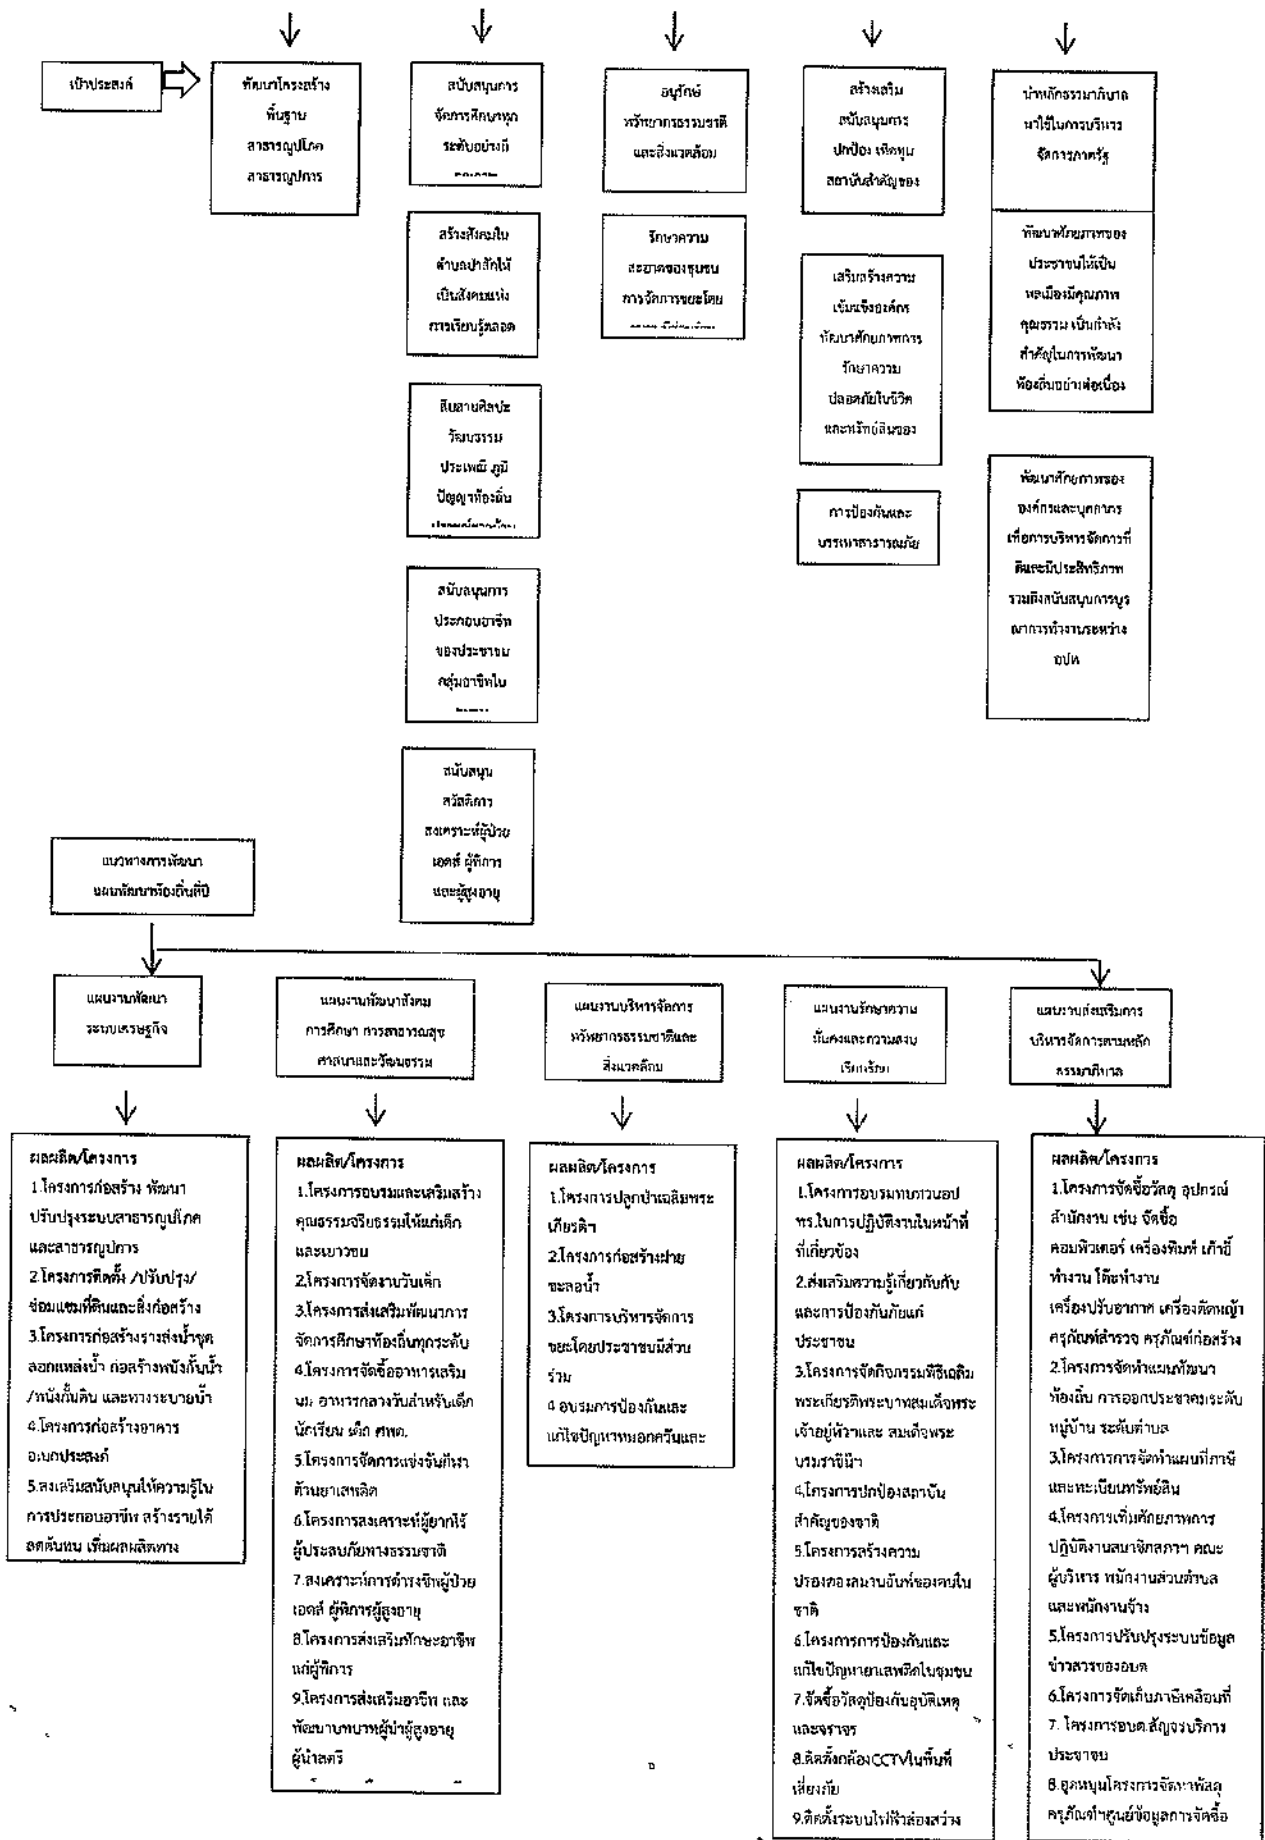 เป้าประสงค์
พัฒนาโครงสร้าง
พื้นฐาน
สาธารณูปโภค
สาธารณูปการ
สนับสนุนการ
จัดการศึกษาทุก
ระดับอย่างมี
อนุรักษ์
ทรัพยากรธรรมชาติ
และสิ่งแวดล้อม
สร้างเสริม
สนับสนุนการ
ปกป้อง เทิดทูน
สถาบันสำคัญของ
นำหลักธรรมาภิบาล
มาใช้ในการบริหาร
จัดการภาครัฐ
สร้างสังคมใน
ตำบลป่าสักให้
เป็นสังคมแห่ง
การเรียนรู้ตลอด
รักษาความ
สะอาดของชุมชน
การจัดการขยะโดย
เสริมสร้างความ
เข้มแข็งองค์กร
พัฒนาศักยภาพการ
รักษาความ
ปลอดภัยในชีวิต
และทรัพย์สินของ
พัฒนาศักยภาพของ
ประชาชนให้เป็น
พลเมืองมีคุณภาพ
คุณธรรม เป็นกำลัง
สำคัญในการพัฒนา
ท้องถิ่นอย่างต่อเนื่อง
สืบสานศิลปะ
วัฒนธรรม
ประเพณี ภูมิ
ปัญญาท้องถิ่น
การป้องกันและ
บรรเทาสาธารณภัย
พัฒนาศักยภาพของ
องค์กรและบุคลากร
เพื่อการบริหารจัดการที่
ดีและมีประสิทธิภาพ
รวมถึงสนับสนุนการบูร
ณาการทำงานระหว่าง
อปท
สนับสนุนการ
ประกอบอาชีพ
ของประชาชน
กลุ่มอาชีพใน
สนับสนุน
สวัสดิการ
สงเคราะห์ผู้ป่วย
เอดส์ ผู้พิการ
และผู้สูงอายุ
แนวทางการพัฒนา
แผนพัฒนาท้องถิ่นสี่ปี
แผนงานพัฒนา
ระบบเศรษฐกิจ
แผนงานพัฒนาสังคม
การศึกษา การสาธารณสุข
ศาสนาและวัฒนธรรม
แผนงานบริหารจัดการ
ทรัพยากรธรรมชาติและ
สิ่งแวดล้อม
แผนงานรักษาความ
มั่นคงและความสงบ
เรียบร้อย
แผนงานส่งเสริมการ
บริหารจัดการตามหลัก
ธรรมาภิบาล
ผลผลิต/โครงการ
1.โครงการก่อสร้าง พัฒนา
ปรับปรุงระบบสาธารณูปโภค
และสาธารณูปการ
2.โครงการติดตั้ง /ปรับปรุง/
ซ่อมแซมที่ดินและสิ่งก่อสร้าง
3.โครงการก่อสร้างรางส่งน้ำขุด
ลอกแหล่งน้ำ ก่อสร้างพนังกั้นน้ำ
/พนังกั้นดิน และทางระบายน้ำ
4.โครงการก่อสร้างอาคาร
อเนกประสงค์
5.ส่งเสริมสนับสนุนให้ความรู้ใน
การประกอบอาชีพ สร้างรายได้
ลดต้นทุน เพิ่มผลผลิตทาง
ผลผลิต/โครงการ
1.โครงการอบรมและเสริมสร้าง
คุณธรรมจริยธรรมให้แก่เด็ก
และเยาวชน
2.โครงการจัดงานวันเด็ก
3.โครงการส่งเสริมพัฒนาการ
จัดการศึกษาท้องถิ่นทุกระดับ
4.โครงการจัดซื้ออาหารเสริม
นม อาหารกลางวันสำหรับเด็ก
นักเรียน เด็ก ศพด.
5.โครงการจัดการแข่งขันกีฬา
ต้านยาเสพติด
6.โครงการสงเคราะห์ผู้ยากไร้
ผู้ประสบภัยทางธรรมชาติ
7.สงเคราะห์การดำรงชีพผู้ป่วย
เอดส์ ผู้พิการผู้สูงอายุ
8.โครงการส่งเสริมทักษะอาชีพ
แก่ผู้พิการ
9.โครงการส่งเสริมอาชีพ และ
พัฒนาบทบาทผู้นำผู้สูงอายุ
ผู้นำสตรี
ผลผลิต/โครงการ
1.โครงการปลูกป่าเฉลิมพระ
เกียรติฯ
2.โครงการก่อสร้างฝาย
ชะลอน้ำ
3.โครงการบริหารจัดการ
ขยะโดยประชาชนมีส่วน
ร่วม
4 อบรมการป้องกันและ
แก้ไขปัญหาหมอกควันและ
ผลผลิต/โครงการ
1.โครงการอบรมทบทวนอป
พร.ในการปฏิบัติงานในหน้าที่
ที่เกี่ยวข้อง
2.ส่งเสริมความรู้เกี่ยวกับภัย
และการป้องกันภัยแก่
ประชาชน
3.โครงการจัดกิจกรรมพิธีเฉลิม
พระเกียรติพระบาทสมเด็จพระ
เจ้าอยู่หัวฯและ สมเด็จพระ
บรมราชินีฯ
4.โครงการปกป้องสถาบัน
สำคัญของชาติ
5.โครงการสร้างความ
ปรองดองสมานฉันท์ของคนใน
ชาติ
6.โครงการการป้องกันและ
แก้ไขปัญหายาเสพติดในชุมชน
7.จัดซื้อวัสดุป้องกันอุบัติเหตุ
และจราจร
8.ติดตั้งกล้องCCTVในพื้นที่
เสี่ยงภัย
9.ติดตั้งระบบไฟฟ้าส่องสว่าง
ผลผลิต/โครงการ
1.โครงการจัดซื้อวัสดุ อุปกรณ์
สำนักงาน เช่น จัดซื้อ
คอมพิวเตอร์ เครื่องพิมพ์ เก้าอี้
ทำงาน โต๊ะทำงาน
เครื่องปรับอากาศ เครื่องตัดหญ้า
ครุภัณฑ์สำรวจ ครุภัณฑ์ก่อสร้าง
2.โครงการจัดทำแผนพัฒนา
ท้องถิ่น การออกประชาคมระดับ
หมู่บ้าน ระดับตำบล
3.โครงการการจัดทำแผนที่ภาษี
และทะเบียนทรัพย์สิน
4.โครงการเพิ่มศักยภาพการ
ปฏิบัติงานสมาชิกสภาฯ คณะ
ผู้บริหาร พนักงานส่วนตำบล
และพนักงานจ้าง
5.โครงการปรับปรุงระบบข้อมูล
ข่าวสารของอบต
6.โครงการจัดเก็บภาษีเคลื่อนที่
7. โครงการอบต.สัญจรบริการ
ประชาชน
8.อุดหนุนโครงการจัดหาพัสดุ
ครุภัณฑ์ฯศูนย์ข้อมูลการจัดซื้อ